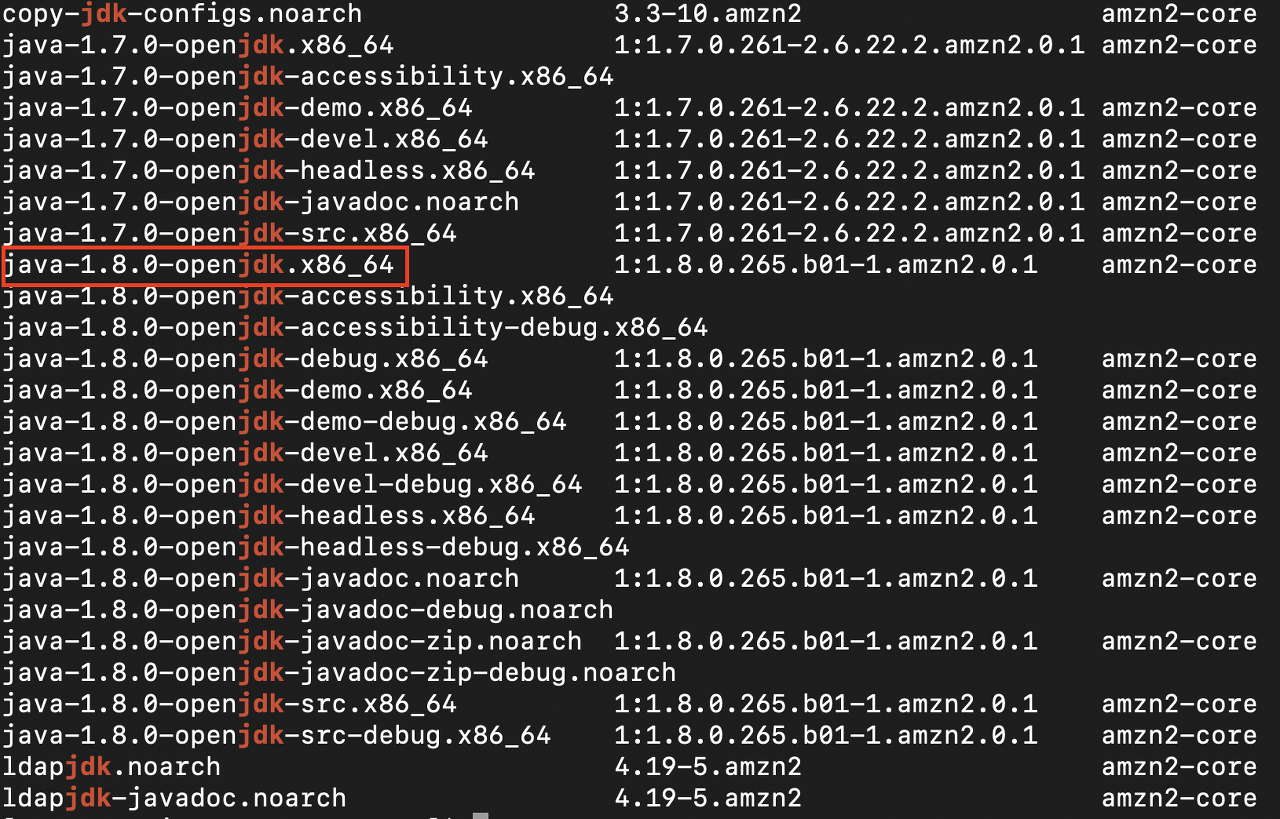 copy-jdk-configs.noarch 3.3-10.amzn2 amzn2-core
java-1.7.0-openjdk.x86_64 1:1.7.0.261-2.6.22.2.amzn2.0.1 amzn2-core
java-1.7.0-openjdk-accessibility.x86_64
java-1.7.0-openjdk-demo.x86_64 1:1.7.0.261-2.6.22.2.amzn2.0.1 amzn2-core
java-1.7.0-openjdk-devel.x86_64 1:1.7.0.261-2.6.22.2.amzn2.0.1 amzn2-core
java-1.7.0-openjdk-headless.x86_64 1:1.7.0.261-2.6.22.2.amzn2.0.1 amzn2-core
java-1.7.0-openjdk-javadoc.noarch 1:1.7.0.261-2.6.22.2.amzn2.0.1 amzn2-core
java-1.7.0-openjdk-src.x86_64 1:1.7.0.261-2.6.22.2.amzn2.0.1 amzn2-core
java-1.8.0-openjdk.x86_64 1:1.8.0.265.b01-1.amzn2.0.1 amzn2-core
java-1.8.0-openjdk-accessibility.x86_64
java-1.8.0-openjdk-accessibility-debug.x86_64
java-1.8.0-openjdk-debug.x86_64 1:1.8.0.265.b01-1.amzn2.0.1 amzn2-core
java-1.8.0-openjdk-demo.x86_64 1:1.8.0.265.b01-1.amzn2.0.1 amzn2-core
java-1.8.0-openjdk-demo-debug.x86_64 1:1.8.0.265.b01-1.amzn2.0.1 amzn2-core
java-1.8.0-openjdk-devel.x86_64 1:1.8.0.265.b01-1.amzn2.0.1 amzn2-core
java-1.8.0-openjdk-devel-debug.x86_64 1:1.8.0.265.b01-1.amzn2.0.1 amzn2-core
java-1.8.0-openjdk-headless.x86_64 1:1.8.0.265.b01-1.amzn2.0.1 amzn2-core
java-1.8.0-openjdk-headless-debug.x86_64
java-1.8.0-openjdk-javadoc.noarch 1:1.8.0.265.b01-1.amzn2.0.1 amzn2-core
java-1.8.0-openjdk-javadoc-debug.noarch
java-1.8.0-openjdk-javadoc-zip.noarch 1:1.8.0.265.b01-1.amzn2.0.1 amzn2-core
java-1.8.0-openjdk-javadoc-zip-debug.noarch
java-1.8.0-openjdk-src.x86_64 1:1.8.0.265.b01-1.amzn2.0.1 amzn2-core
java-1.8.0-openjdk-src-debug.x86_64 1:1.8.0.265.b01-1.amzn2.0.1 amzn2-core
ldapjdk.noarch 4.19-5.amzn2 amzn2-core
ldapjdk-javadoc.noarch 4.19-5.amzn2 amzn2-core